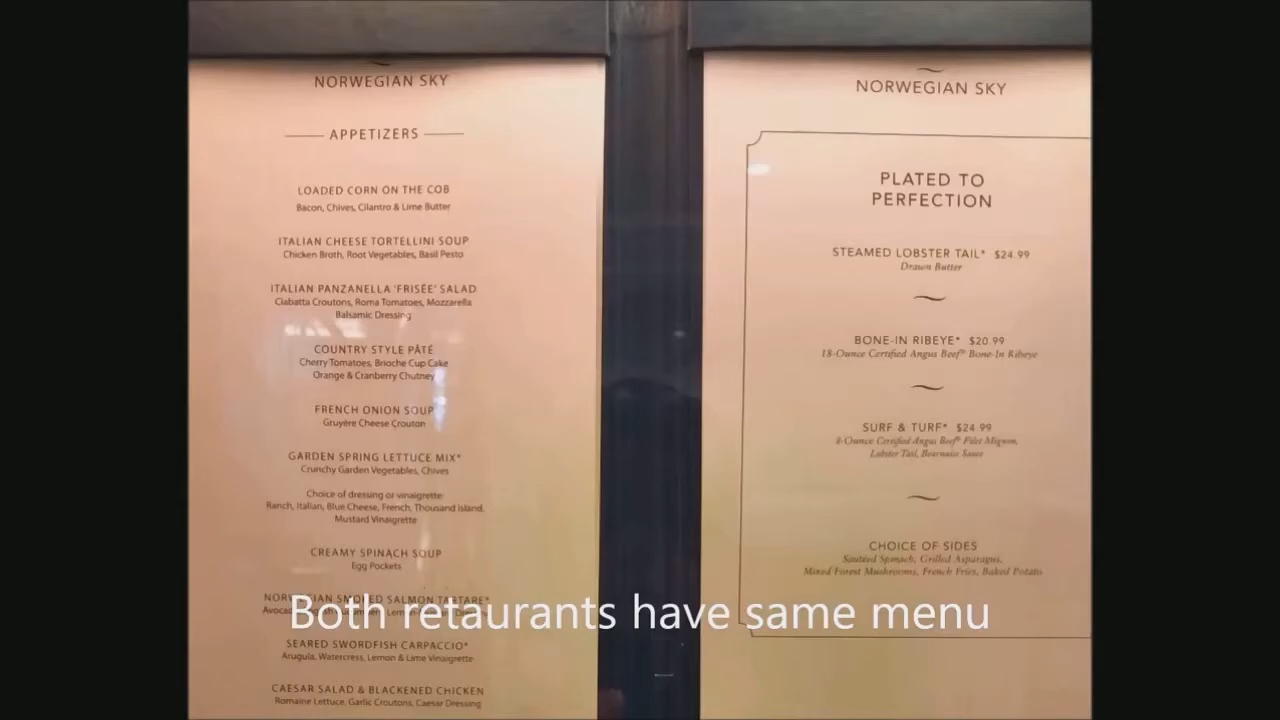 NORWEGIAN SKY
APPETIZERS
LOADED CORN ON THE COB
Bacon, Chives, Cilantro & Lime Butter
ITALIAN CHEESE TORTELLINI SOUP
Chicken Broth, Root Vegetables, Basil Pesto
ITALIAN PANZANELLA 'FRISÉE' SALAD
Ciabatta Croutons, Roma Tomatoes, Mozzarella
Balsamic Dressing
COUNTRY STYLE PÂTÉ
Cherry Tomatoes, Brioche Cup Cake
Orange & Cranberry Chutney
FRENCH ONION SOUP
Gruyère Cheese Crouton
GARDEN SPRING LETTUCE MIX*
Crunchy Garden Vegetables, Chives
Choice of dressing or vinaigrette:
Ranch, Italian, Blue Cheese, French, Thousand Island,
Mustard Vinaigrette
CREAMY SPINACH SOUP
Egg Pockets
NORWEGIAN SMOKED SALMON TARTARE*
SEARED SWORDFISH CARPACCIO*
Arugula, Watercress, Lemon & Lime Vinaigrette
CAESAR SALAD & BLACKENED CHICKEN
Romaine Lettuce, Garlic Croutons, Caesar Dressing
NORWEGIAN SKY
PLATED TO
PERFECTION
STEAMED LOBSTER TAIL* $24.99
Drawn Butter
BONE-IN RIBEYE* $20.99
18-Ounce Certified Angus Beef® Bone-In Ribeye
SURF & TURF* $24.99
8-Ounce Certified Angus Beef® Filet Mignon,
Lobster Tail, Bearnaise Sauce
CHOICE OF SIDES
Sautéed Spinach, Grilled Asparagus,
Mixed Forest Mushrooms, French Fries, Baked Potato
Both retaurants have same menu